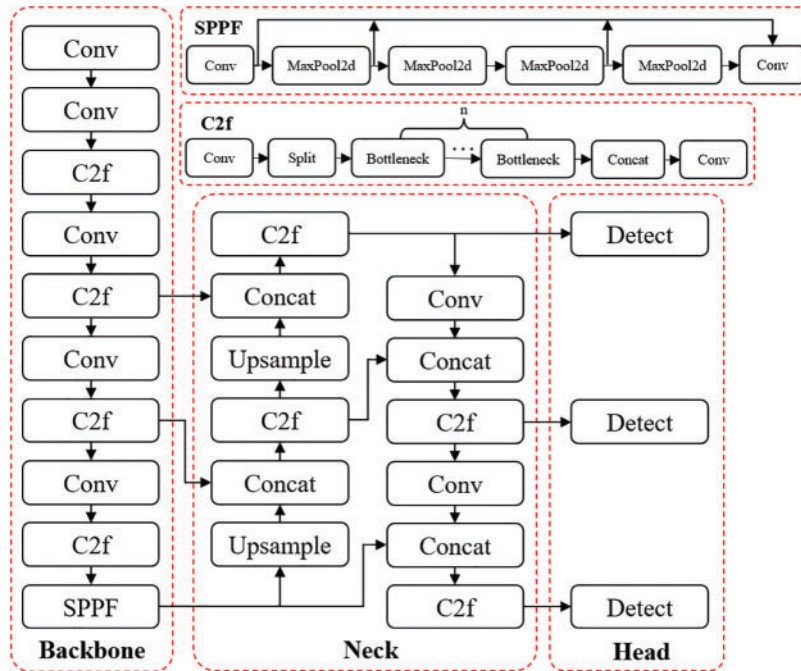 Conv
Conv
C2f
Conv
C2f
Conv
C2f
Conv
C2f
SPPF
Backbone
SPPF
Conv MaxPool2d MaxPool2d MaxPool2d MaxPool2d Conv
C2f
n
Conv Split Bottleneck ... Bottleneck Concat Conv
C2f
Concat
Upsample
C2f
Concat
Upsample
Conv
Concat
C2f
Conv
Concat
C2f
Neck
Detect
Detect
Detect
Head